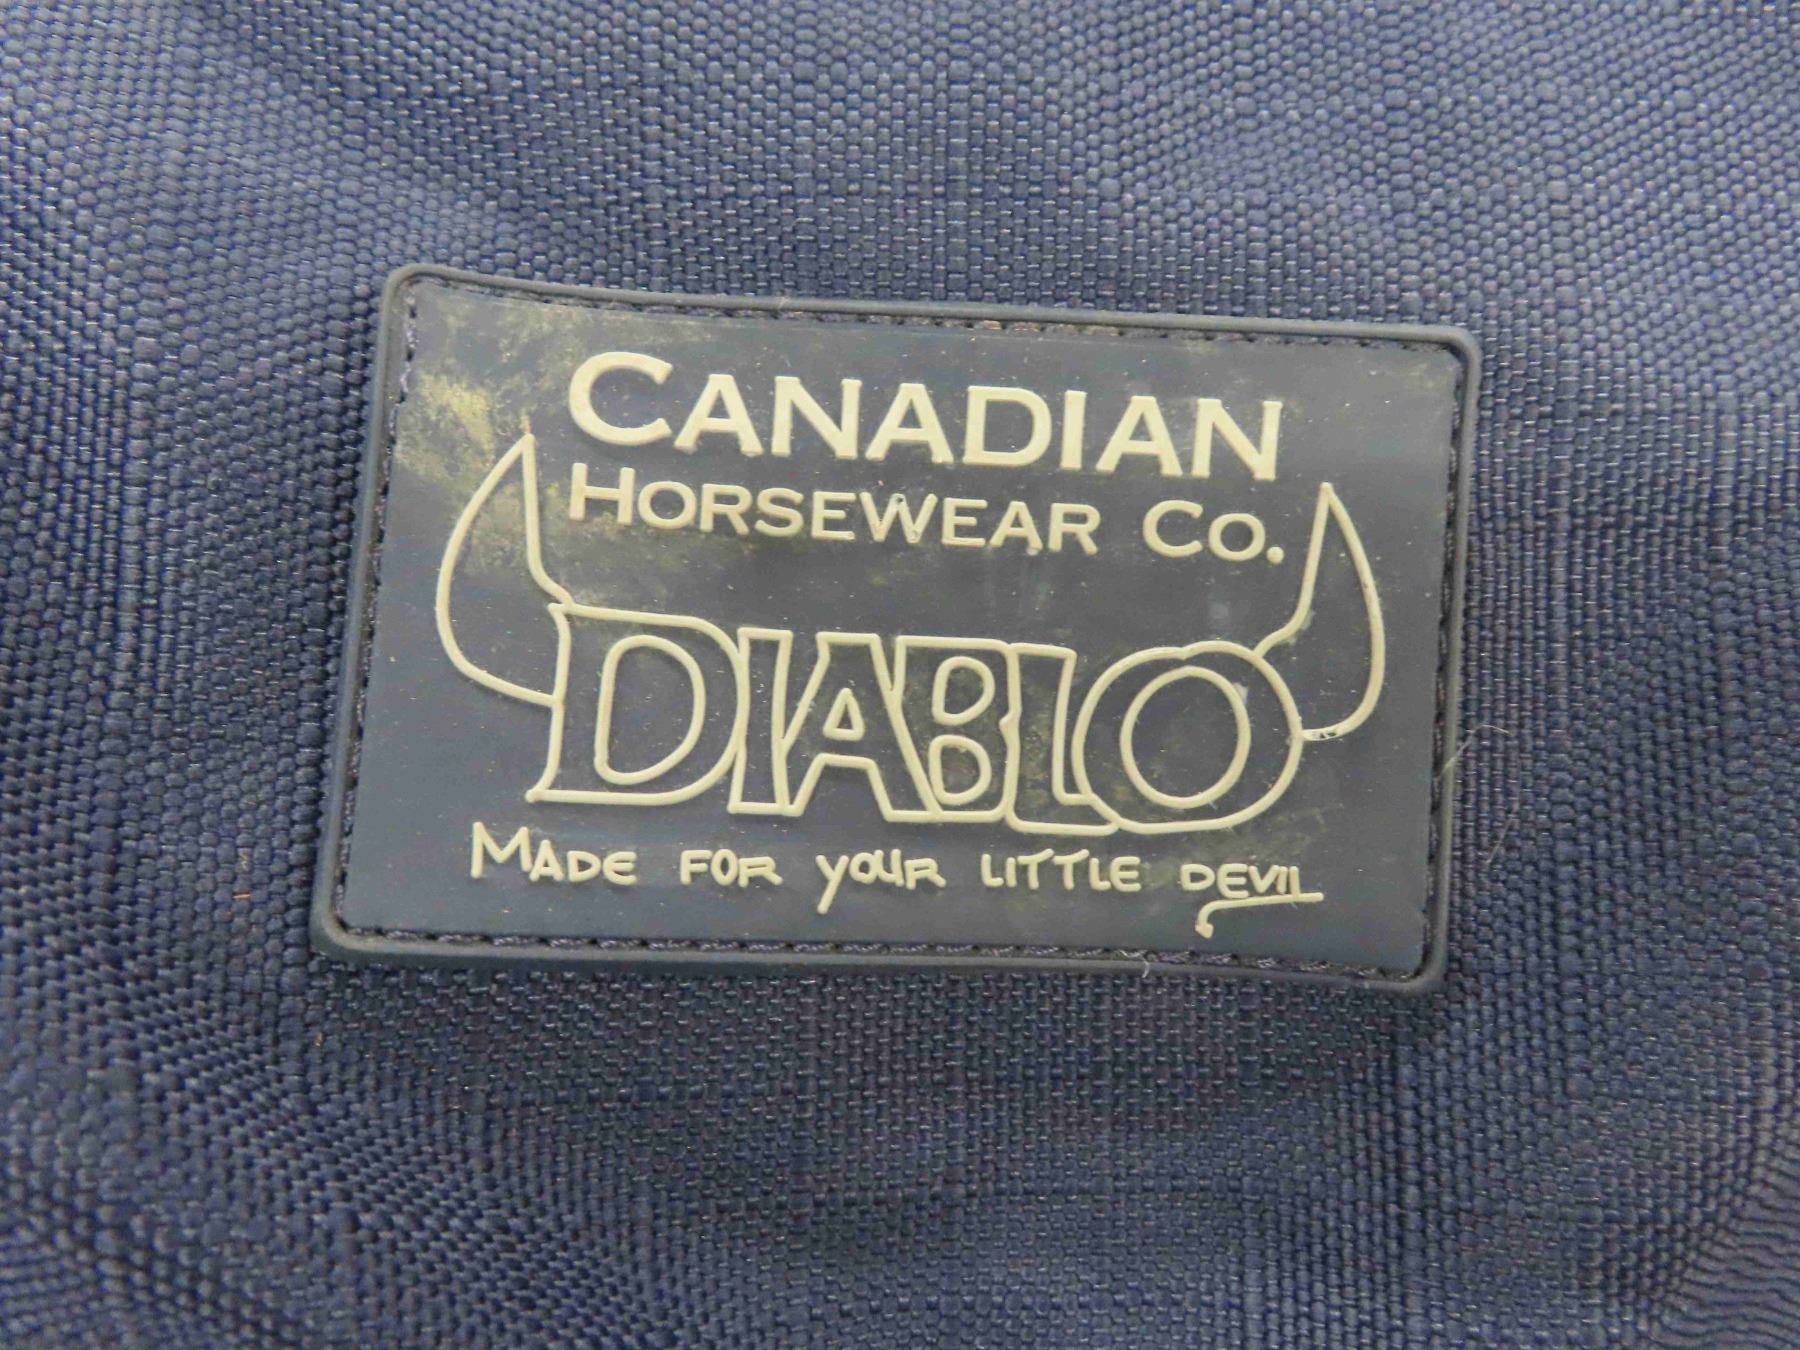 CANADIAN
HORSEWEAR CO.
DIABLO
MADE FOR YOUR LITTLE DEVIL